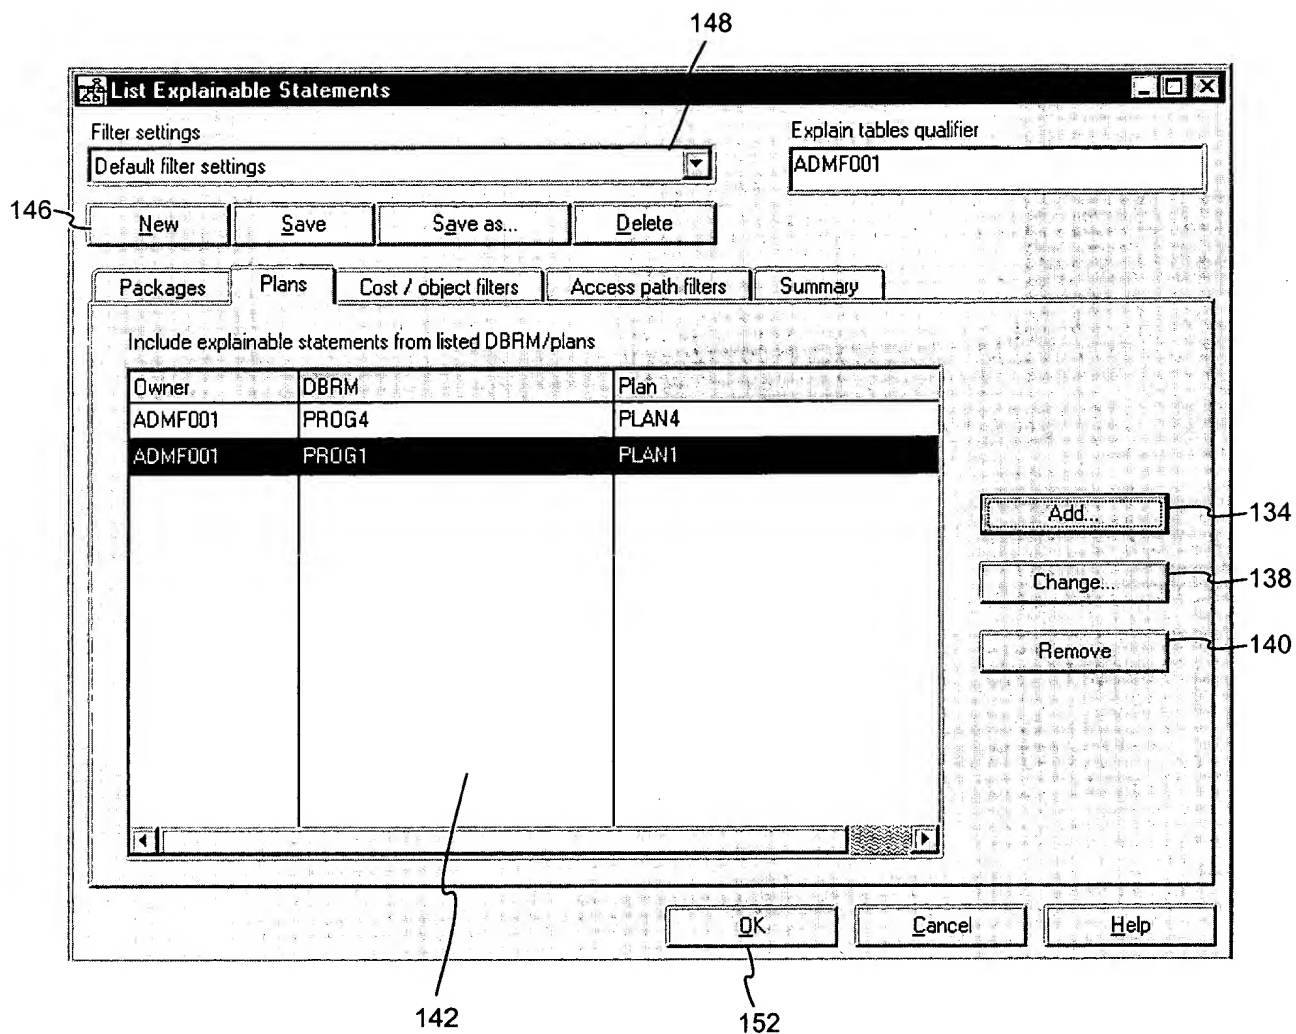 148
List Explainable Statements
Filter settings
Explain tables qualifier
Default filter settings
ADMF001
146
New Save Save as... Delete
Packages Plans Cost / object filters Access path filters Summary
Include explainable statements from listed DBRM/plans
Owner DBRM Plan
ADMF001 PROG4 PLAN4
ADMF001 PROG1 PLAN1
Add... 134
Change... 138
Remove 140
OK Cancel Help
142
152